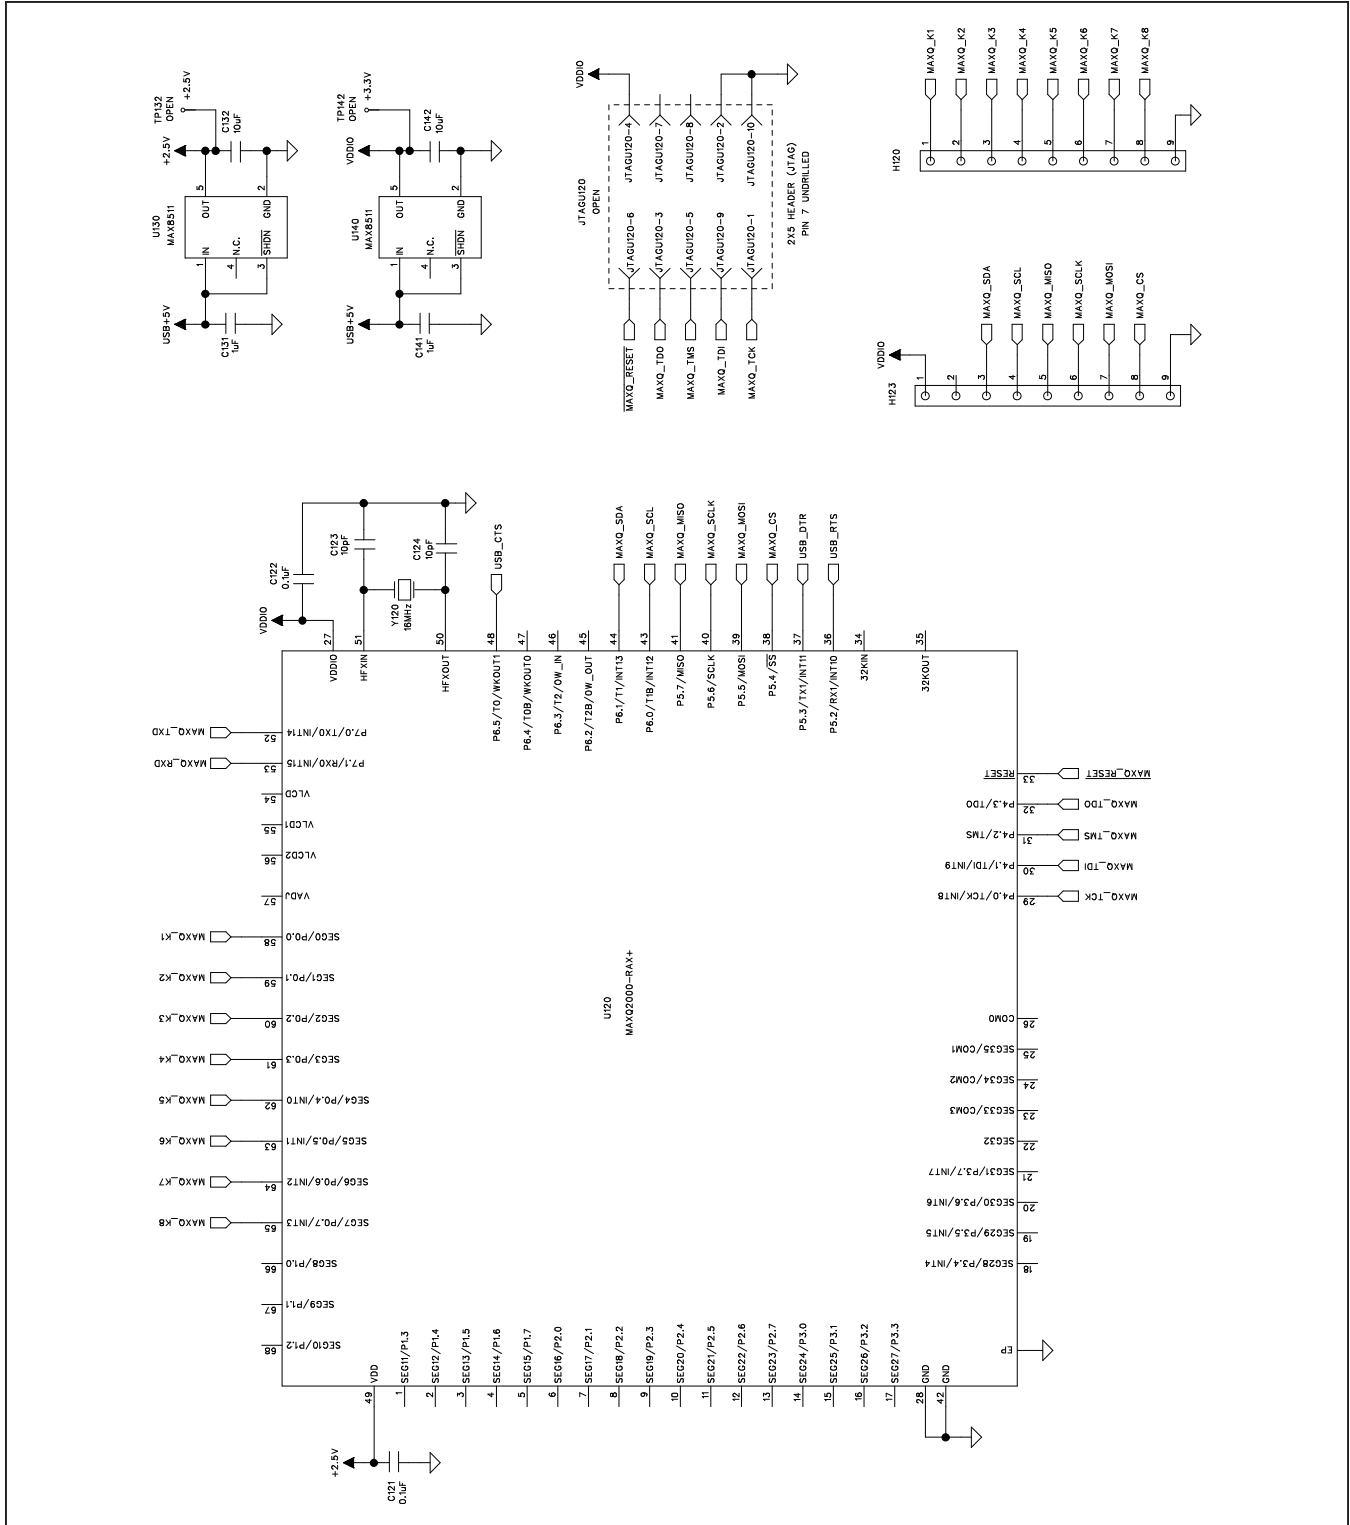 TP132
OPEN
+2.5V
+2.5V
C132
10uF
5
2
OUT
GND
U130
MAX8511
IN
N.C.
SHDN
1
4
3
USB+5V
C131
1uF
TP142
OPEN
+3.3V
VDDIO
C142
10uF
5
2
OUT
GND
U140
MAX8511
IN
N.C.
SHDN
1
4
3
USB+5V
C141
1uF
VDDIO
JTAGU120
OPEN
JTAGU120-4
JTAGU120-7
JTAGU120-8
JTAGU120-2
JTAGU120-10
JTAGU120-6
JTAGU120-3
JTAGU120-5
JTAGU120-9
JTAGU120-1
2X5 HEADER (JTAG)
PIN 7 UNDRILLED
MAXQ_RESET
MAXQ_TDO
MAXQ_TMS
MAXQ_TDI
MAXQ_TCK
MAXQ_K1
MAXQ_K2
MAXQ_K3
MAXQ_K4
MAXQ_K5
MAXQ_K6
MAXQ_K7
MAXQ_K8
H120
1
2
3
4
5
6
7
8
9
MAXQ_SDA
MAXQ_SCL
MAXQ_MISO
MAXQ_SCLK
MAXQ_MOSI
MAXQ_CS
VDDIO
H123
1
2
3
4
5
6
7
8
9
VDDIO
C122
0.1uF
C123
10pF
C124
10pF
Y120
16MHz
USB_CTS
MAXQ_SDA
MAXQ_SCL
MAXQ_MISO
MAXQ_SCLK
MAXQ_MOSI
MAXQ_CS
USB_DTR
USB_RTS
27
51
50
48
47
46
45
44
43
41
40
39
38
37
36
34
35
VDDIO
HFXIN
HFXOUT
P6.5/T0/WKOUT1
P6.4/T0B/WKOUT0
P6.3/T2/OW_IN
P6.2/T2B/OW_OUT
P6.1/T1/INT13
P6.0/T1B/INT12
P5.7/MISO
P5.6/SCLK
P5.5/MOSI
P5.4/SS
P5.3/TX1/INT11
P5.2/RX1/INT10
32KIN
32KOUT
MAXQ_TXD 52 P7.0/TX0/INT14
MAXQ_RXD 53 P7.1/RX0/INT15
54 VLCD
55 VLCD1
56 VLCD2
57 VADJ
MAXQ_K1 58 SEG0/P0.0
MAXQ_K2 59 SEG1/P0.1
MAXQ_K3 60 SEG2/P0.2
MAXQ_K4 61 SEG3/P0.3
MAXQ_K5 62 SEG4/P0.4/INT0
MAXQ_K6 63 SEG5/P0.5/INT1
MAXQ_K7 64 SEG6/P0.6/INT2
MAXQ_K8 65 SEG7/P0.7/INT3
66 SEG8/P1.0
67 SEG9/P1.1
68 SEG10/P1.2
U120
MAXQ2000-RAX+
RESET 33 MAXQ_RESET
P4.3/TDO 32 MAXQ_TDO
P4.2/TMS 31 MAXQ_TMS
P4.1/TDI/INT9 30 MAXQ_TDI
P4.0/TCK/INT8 29 MAXQ_TCK
COM0 26
SEG35/COM1 25
SEG34/COM2 24
SEG33/COM3 23
SEG32 22
SEG31/P3.7/INT7 21
SEG30/P3.6/INT6 20
SEG29/P3.5/INT5 19
SEG28/P3.4/INT4 18
EP
VDD
SEG11/P1.3
SEG12/P1.4
SEG13/P1.5
SEG14/P1.6
SEG15/P1.7
SEG16/P2.0
SEG17/P2.1
SEG18/P2.2
SEG19/P2.3
SEG20/P2.4
SEG21/P2.5
SEG22/P2.6
SEG23/P2.7
SEG24/P3.0
SEG25/P3.1
SEG26/P3.2
SEG27/P3.3
GND
GND
49
1
2
3
4
5
6
7
8
9
10
11
12
13
14
15
16
17
28
42
+2.5V
C121
0.1uF